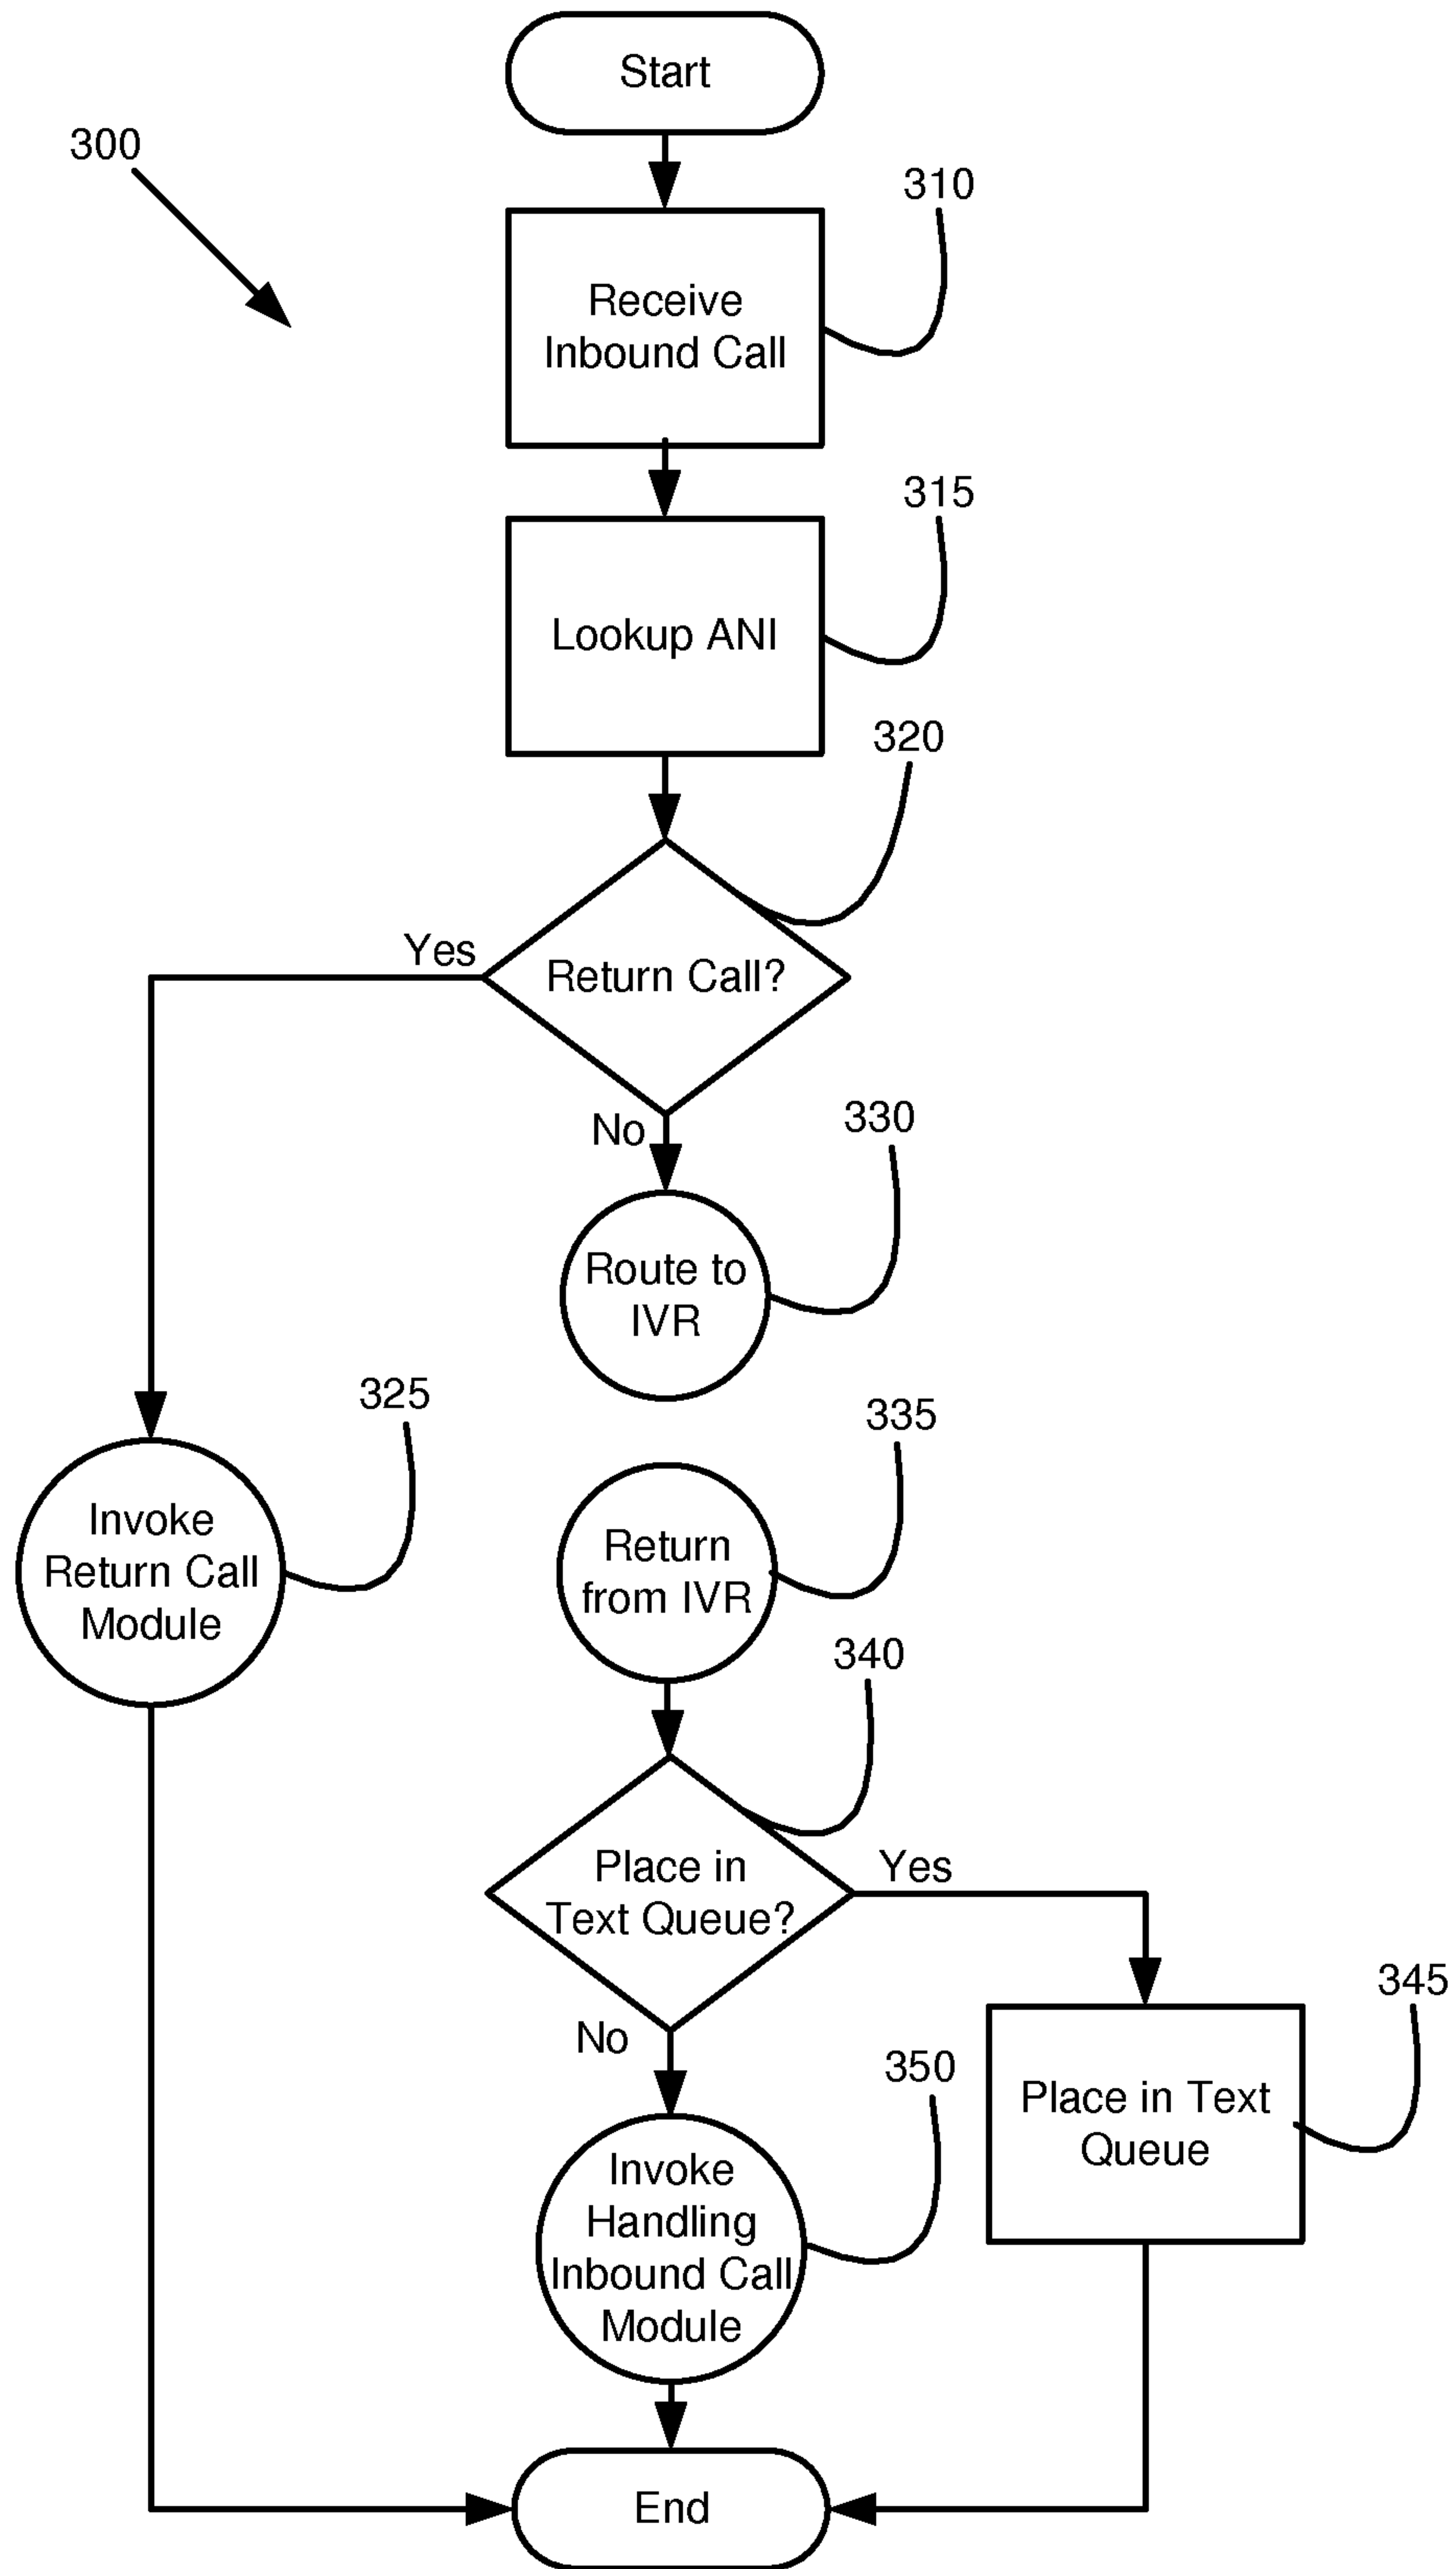 Start
300
310
Receive
Inbound Call
315
Lookup ANI
320
Yes
Return Call?
No
330
Route to
IVR
325
335
Invoke
Return Call
Module
Return
from IVR
340
Place in
Text Queue?
Yes
345
No
350
Place in Text
Queue
Invoke
Handling
Inbound Call
Module
End